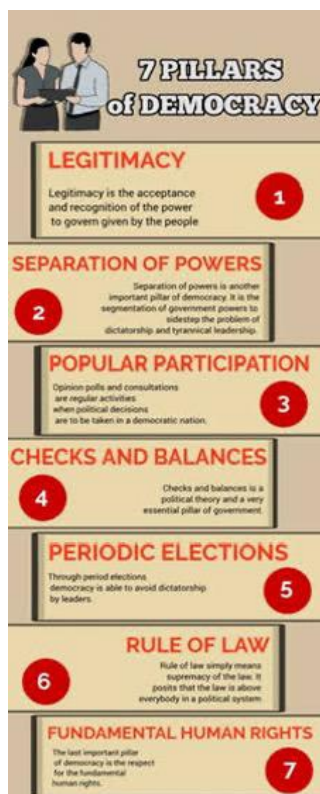 7 PILLARS
of DEMOCRACY
LEGITIMACY
Legitimacy is the acceptance
and recognition of the power
to govern given by the people
1
SEPARATION OF POWERS
Separation of powers is another
important pillar of democracy. It is the
segmentation of government powers to
sidestep the problem of
dictatorship and tyrannical leadership.
2
POPULAR PARTICIPATION
Opinion polls and consultations
are regular activities
when political decisions
are to be taken in a democratic nation.
3
CHECKS AND BALANCES
Checks and balances is a
political theory and a very
essential pillar of government.
4
PERIODIC ELECTIONS
Through period elections
democracy is able to avoid dictatorship
by leaders.
5
RULE OF LAW
Rule of law simply means
supremacy of the law. It
posits that the law is above
everybody in a political system
6
FUNDAMENTAL HUMAN RIGHTS
The last important pillar
of democracy is the respect
for the fundamental
human rights.
7